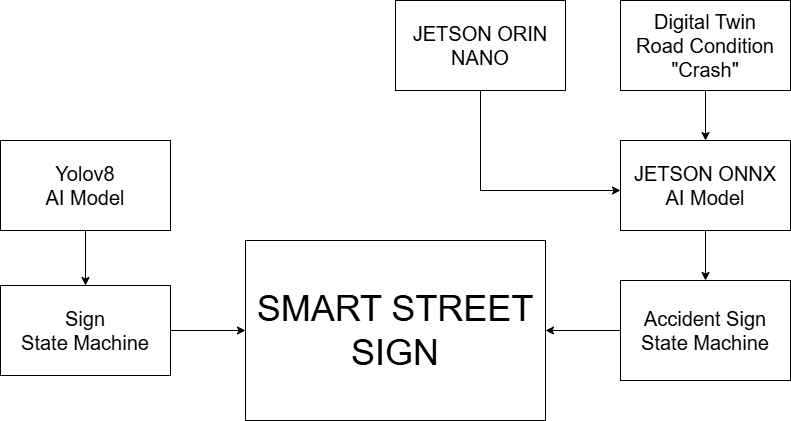 JETSON ORIN
NANO
Digital Twin
Road Condition
"Crash"
Yolov8
AI Model
JETSON ONNX
AI Model
SMART STREET
SIGN
Sign
State Machine
Accident Sign
State Machine